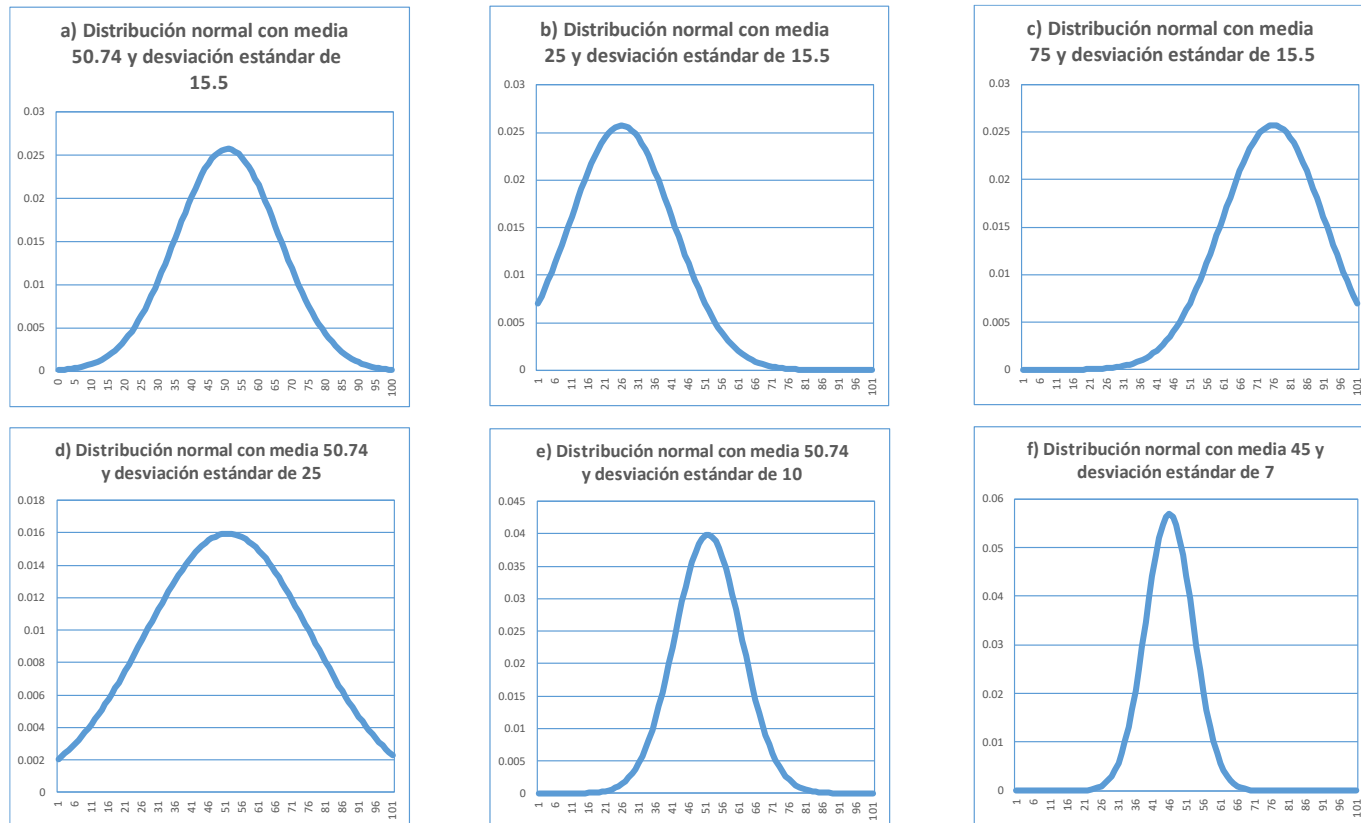 a) Distribución normal con media
50.74 y desviación estándar de
15.5
0.03
0.025
0.02
0.015
0.01
0.005
0
0 5 10 15 20 25 30 35 40 45 50 55 60 65 70 75 80 85 90 95 100
b) Distribución normal con media
25 y desviación estándar de 15.5
0.03
0.025
0.02
0.015
0.01
0.005
0
1 6 11 16 21 26 31 36 41 46 51 56 61 66 71 76 81 86 91 96 101
c) Distribución normal con media
75 y desviación estándar de 15.5
0.03
0.025
0.02
0.015
0.01
0.005
0
1 6 11 16 21 26 31 36 41 46 51 56 61 66 71 76 81 86 91 96 101
d) Distribución normal con media 50.74
y desviación estándar de 25
0.018
0.016
0.014
0.012
0.01
0.008
0.006
0.004
0.002
0
1 6 11 16 21 26 31 36 41 46 51 56 61 66 71 76 81 86 91 96 101
e) Distribución normal con media 50.74
y desviación estándar de 10
0.045
0.04
0.035
0.03
0.025
0.02
0.015
0.01
0.005
0
1 6 11 16 21 26 31 36 41 46 51 56 61 66 71 76 81 86 91 96 101
f) Distribución normal con media 45 y
desviación estándar de 7
0.06
0.05
0.04
0.03
0.02
0.01
0
1 6 11 16 21 26 31 36 41 46 51 56 61 66 71 76 81 86 91 96 101